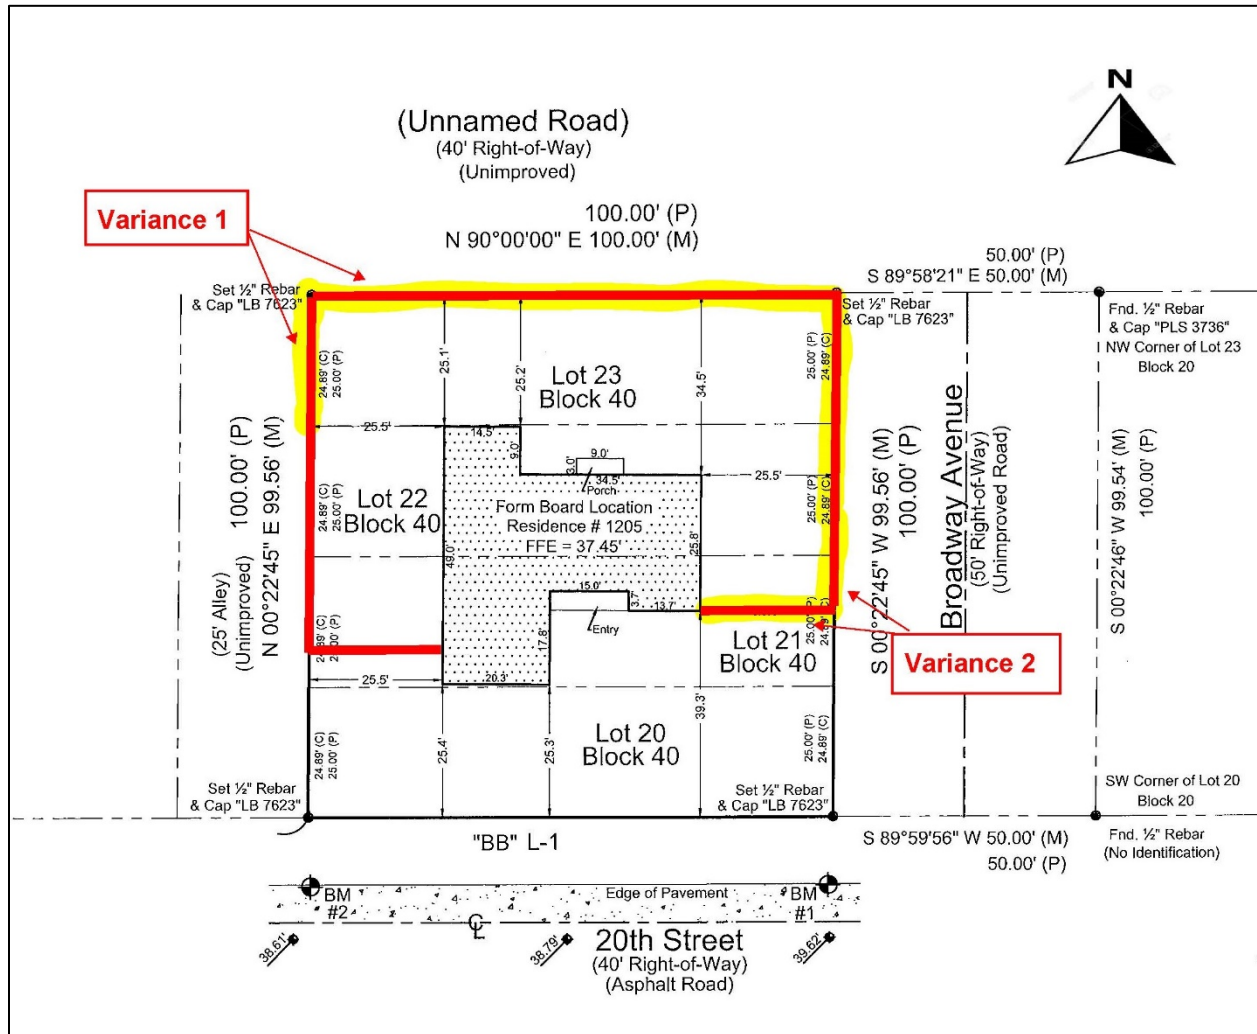 N
(Unnamed Road)
(40' Right-of-Way)
(Unimproved)
Variance 1
100.00' (P)
N 90°00'00" E 100.00' (M)
50.00' (P)
S 89°58'21" E 50.00' (M)
Set ½" Rebar
& Cap "LB 7623"
Set ½" Rebar
& Cap "LB 7623"
Fnd. ½" Rebar
& Cap "PLS 3736"
NW Corner of Lot 23
Block 20
24.89' (C)
25.00' (P)
25.1'
25.2'
Lot 23
Block 40
34.5'
25.00' (P)
24.89' (C)
25.5'
14.5'
9.0'
3.0'
9.0'
34.5'
Porch
25.5'
100.00' (P)
N 00°22'45" E 99.56' (M)
(25' Alley)
(Unimproved)
24.89' (C)
25.00' (P)
Lot 22
Block 40
49.0'
Form Board Location
Residence # 1205
FFE = 37.45'
25.8'
25.00' (P)
24.89' (C)
S 00°22'45" W 99.56' (M)
100.00' (P)
Broadway Avenue
(50' Right-of-Way)
(Unimproved Road)
S 00°22'46" W 99.54' (M)
100.00' (P)
15.0'
3.7'
13.7'
Entry
17.8'
24.89' (C)
25.00' (P)
25.00' (P)
24.89' (C)
Lot 21
Block 40
Variance 2
25.5'
20.3'
39.3'
24.89' (C)
25.00' (P)
25.4'
25.3'
Lot 20
Block 40
25.00' (P)
24.89' (C)
Set ½" Rebar
& Cap "LB 7623"
Set ½" Rebar
& Cap "LB 7623"
SW Corner of Lot 20
Block 20
"BB" L-1
S 89°59'56" W 50.00' (M)
50.00' (P)
Fnd. ½" Rebar
(No Identification)
BM
#2
Edge of Pavement
BM
#1
38.61'
38.79'
39.62'
20th Street
(40' Right-of-Way)
(Asphalt Road)